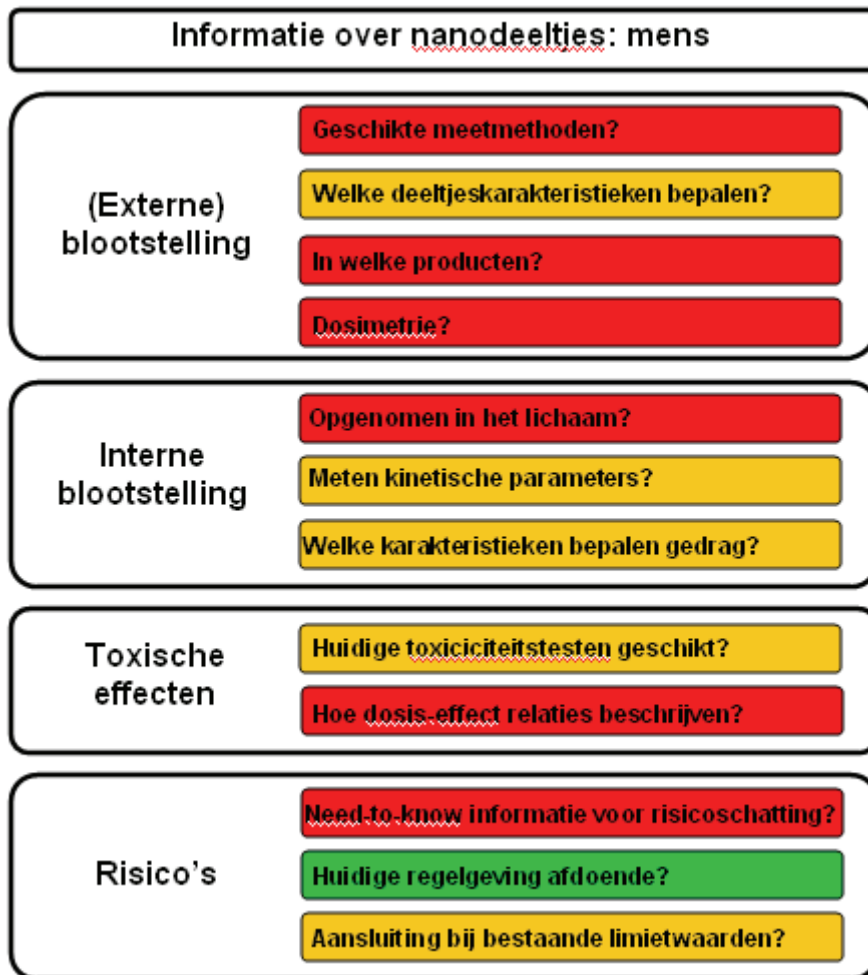 Informatie over nanodeeltjes: mens
(Externe)
blootstelling
Geschikte meetmethoden?
Welke deeltjeskarakteristieken bepalen?
In welke producten?
Dosimetrie?
Interne
blootstelling
Opgenomen in het lichaam?
Meten kinetische parameters?
Welke karakteristieken bepalen gedrag?
Toxische
effecten
Huidige toxiciciteitstesten geschikt?
Hoe dosis-effect relaties beschrijven?
Risico's
Need-to-know informatie voor risicoschatting?
Huidige regelgeving afdoende?
Aansluiting bij bestaande limietwaarden?